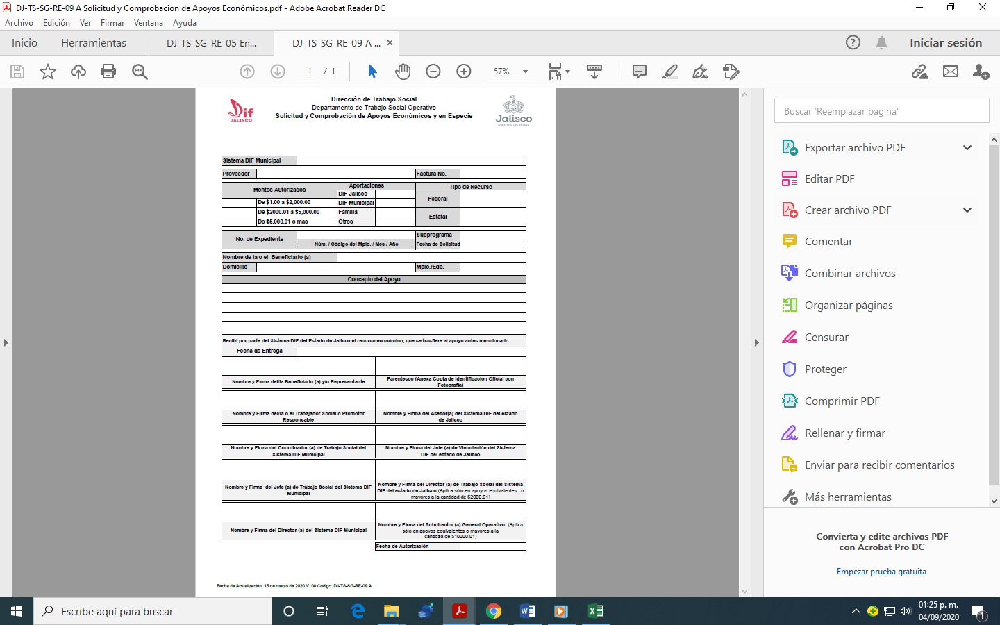 DJ-TS-SG-RE-09 A Solicitud y Comprobacion de Apoyos Económicos.pdf - Adobe Acrobat Reader DC
Archivo Edición Ver Firmar Ventana Ayuda
Inicio Herramientas DJ-TS-SG-RE-05 En... DJ-TS-SG-RE-09 A ... × Iniciar sesión
1 / 1 57%
Dif
JALISCO
Dirección de Trabajo Social
Departamento de Trabajo Social Operativo
Solicitud y Comprobación de Apoyos Económicos y en Especie
Jalisco
GOBIERNO DEL ESTADO
Sistema DIF Municipal
Proveedor Factura No.
Montos Autorizados Aportaciones Tipo de Recurso
DIF Jalisco Federal
De $1.00 a $2,000.00 DIF Municipal
De $2000.01 a $5,000.00 Familia Estatal
De $5,000.01 o mas Otros
No. de Expediente Subprograma
Núm. / Código del Mpio. / Mes / Año Fecha de Solicitud
Nombre de la o el Beneficiario (a)
Domicilio Mpio./Edo.
Concepto del Apoyo
Recibí por parte del Sistema DIF del Estado de Jalisco el recurso económico, que se trasfiere al apoyo antes mencionado
Fecha de Entrega
Nombre y Firma del/la Beneficiario (a) y/o Representante
Parentesco (Anexa Copia de Identificación Oficial con
Fotografía)
Nombre y Firma del/la o el Trabajador Social o Promotor
Responsable
Nombre y Firma del Asesor(a) del Sistema DIF del estado
de Jalisco
Nombre y Firma del Coordinador (a) de Trabajo Social del
Sistema DIF Municipal
Nombre y Firma del Jefe (a) de Vinculación del Sistema
DIF del estado de Jalisco
Nombre y Firma del Jefe (a) de Trabajo Social del Sistema DIF
Municipal
Nombre y Firma del Director (a) de Trabajo Social del Sistema
DIF del estado de Jalisco (Aplica sólo en apoyos equivalentes o
mayores a la cantidad de $2000.01)
Nombre y Firma del Director (a) del Sistema DIF Municipal
Nombre y Firma del Subdirector (a) General Operativo (Aplica
sólo en apoyos equivalentes o mayores a la
cantidad de $10000.01)
Fecha de Autorización
Fecha de Actualización: 15 de marzo de 2020 V: 08 Código: DJ-TS-SG-RE-09 A
Buscar 'Reemplazar página'
Exportar archivo PDF
Editar PDF
Crear archivo PDF
Comentar
Combinar archivos
Organizar páginas
Censurar
Proteger
Comprimir PDF
Rellenar y firmar
Enviar para recibir comentarios
Más herramientas
Convierta y edite archivos PDF
con Acrobat Pro DC
Empezar prueba gratuita
Escribe aquí para buscar
01:25 p. m.
04/09/2020
1